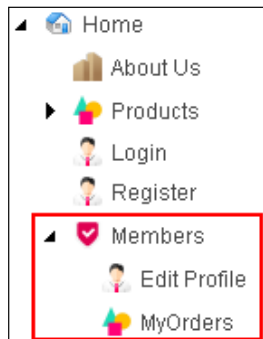 Home
About Us
Products
Login
Register
Members
Edit Profile
MyOrders